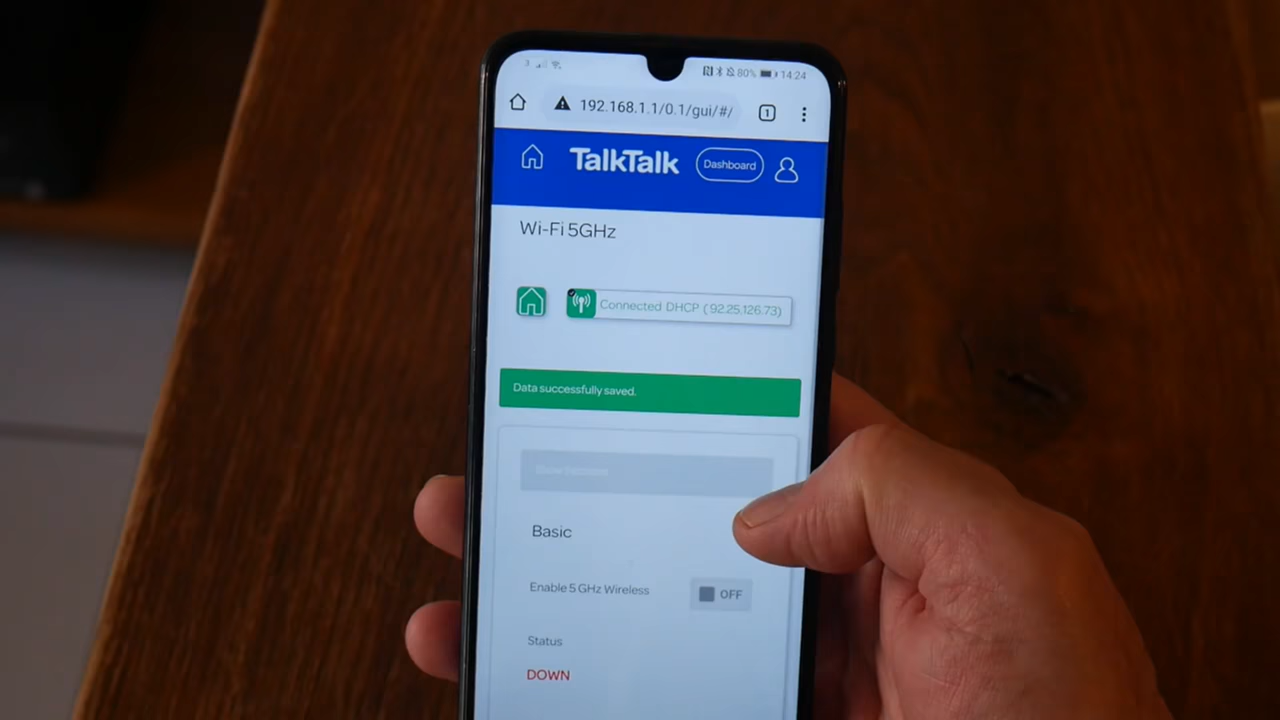 3 80% 14:24
192.168.1.1/0.1/gui/#/ 1
TalkTalk Dashboard
Wi-Fi 5GHz
Connected DHCP (92.25.126.73)
Data successfully saved.
Basic
Enable 5 GHz Wireless OFF
Status
DOWN